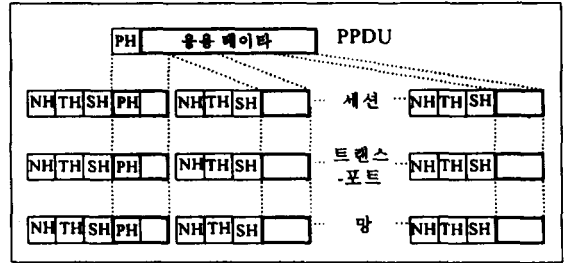 PH 응용 데이타 PPDU
NH TH SH PH NH TH SH ... 세션 ... NH TH SH
NH TH SH PH NH TH SH ... 트랜스 ... NH TH SH
-포트
NH TH SH PH NH TH SH ... 망 ... NH TH SH